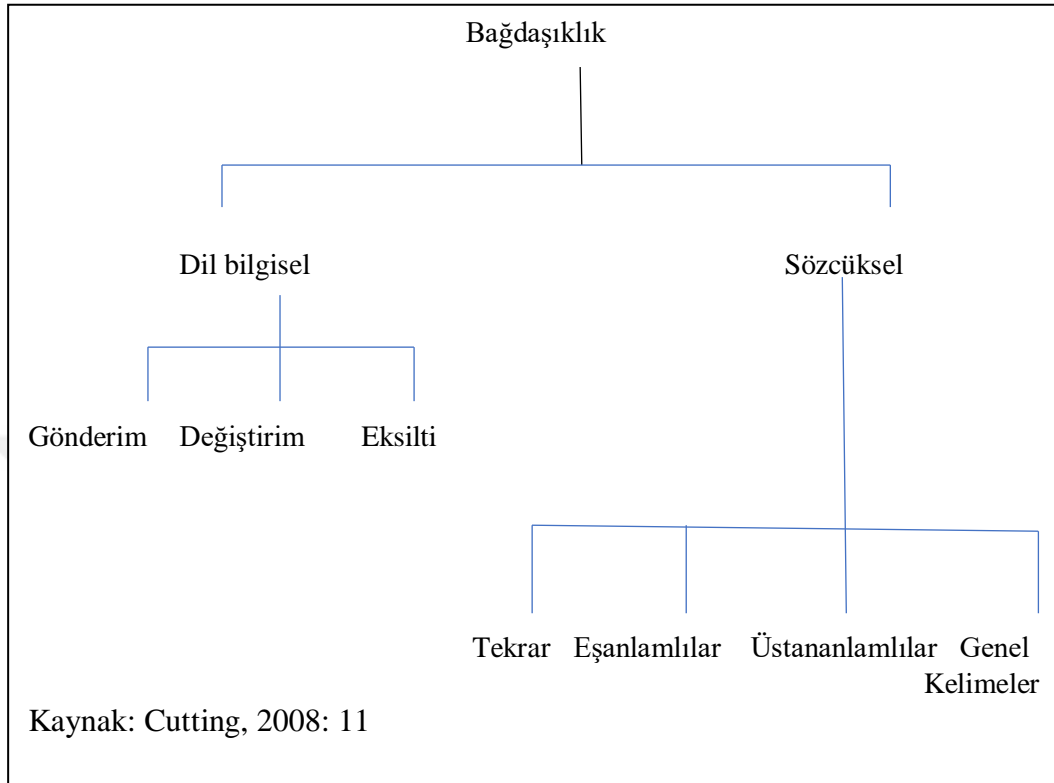 Bağdaşıklık
Dil bilgisel Sözcüksel
Gönderim Değiştirim Eksilti
Tekrar Eşanlamlılar Üstananlamlılar Genel
Kelimeler
Kaynak: Cutting, 2008: 11